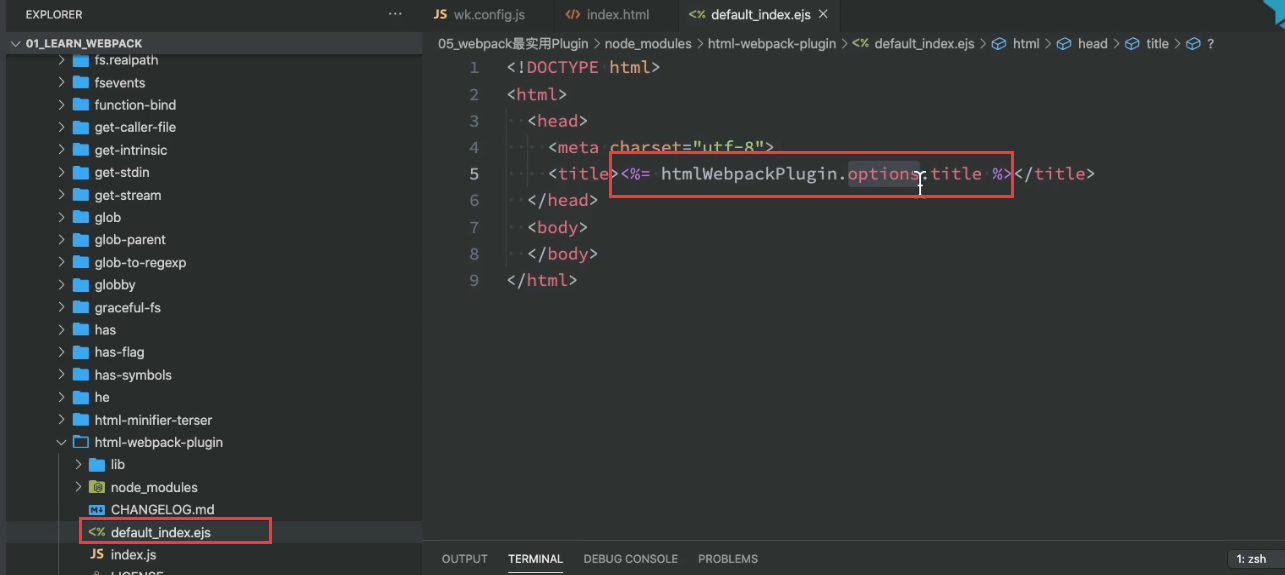 EXPLORER ···
JS wk.config.js <> index.html <% default_index.ejs ×
01_LEARN_WEBPACK
05_webpack最实用Plugin > node_modules > html-webpack-plugin > <% default_index.ejs > html > head > title > ?
fs.realpath
fsevents
function-bind
get-caller-file
get-intrinsic
get-stdin
get-stream
glob
glob-parent
glob-to-regexp
globby
graceful-fs
has
has-flag
has-symbols
he
html-minifier-terser
html-webpack-plugin
lib
node_modules
CHANGELOG.md
<% default_index.ejs
JS index.js
LICENSE
1 <!DOCTYPE html>
2 <html>
3 <head>
4 <meta charset="utf-8">
5 <title><%= htmlWebpackPlugin.options.title %></title>
6 </head>
7 <body>
8 </body>
9 </html>
OUTPUT TERMINAL DEBUG CONSOLE PROBLEMS 1: zsh